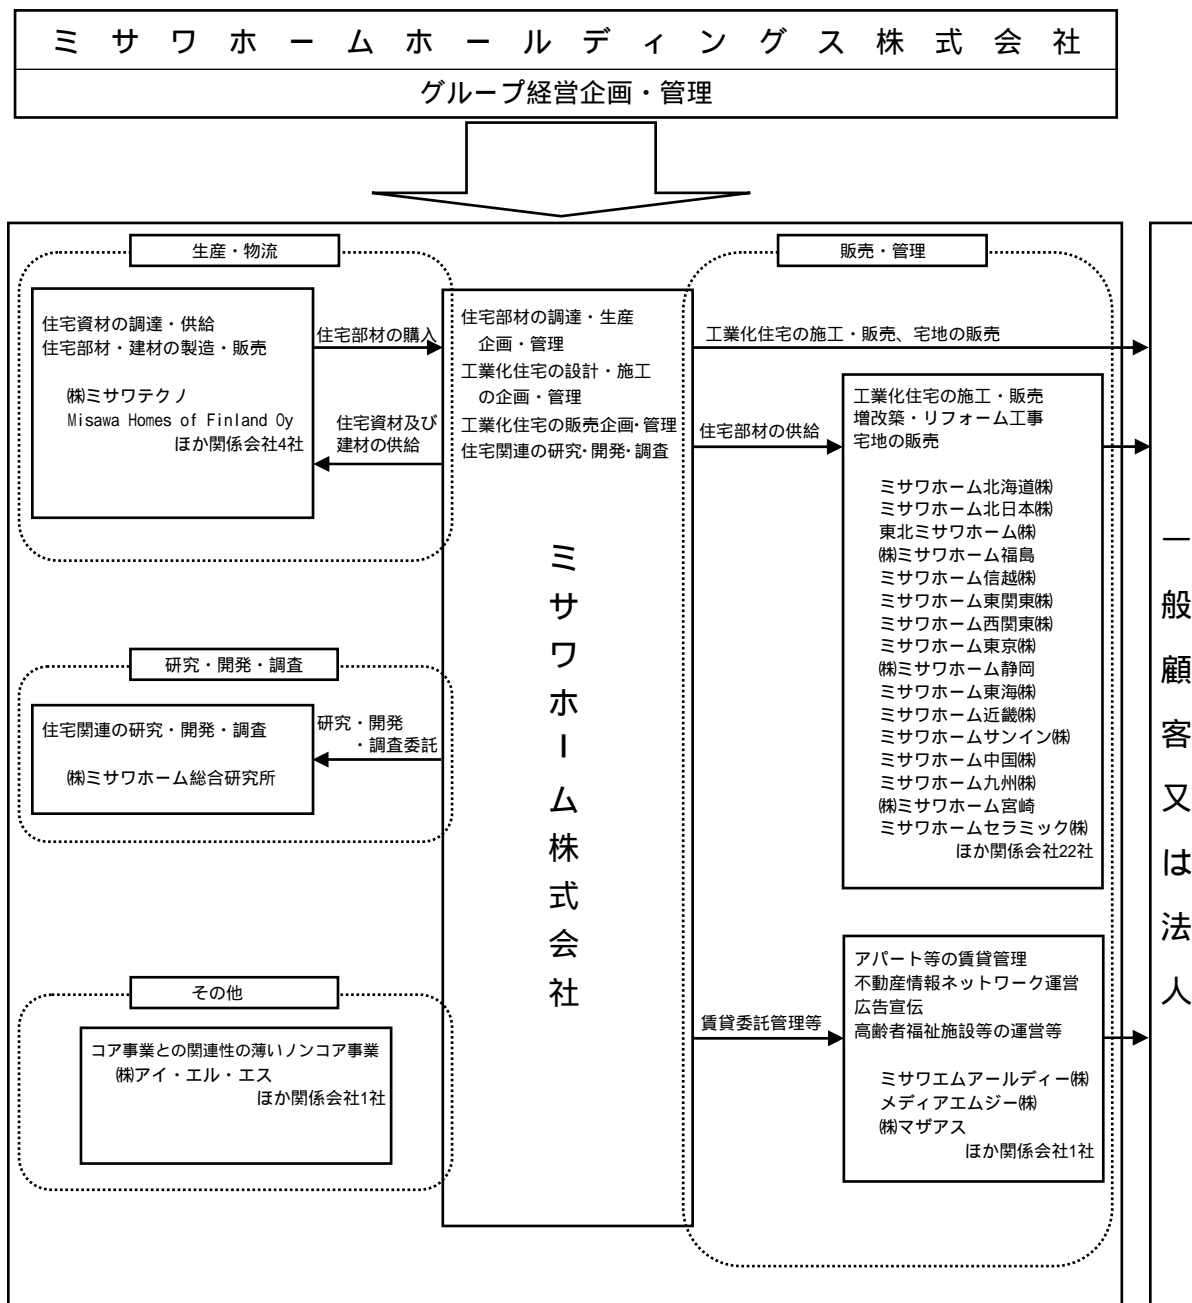 ミサワホームホールディングス株式会社
グループ経営企画・管理
生産・物流
住宅資材の調達・供給
住宅部材・建材の製造・販売
㈱ミサワテクノ
Misawa Homes of Finland Oy
ほか関係会社4社
住宅部材の購入
住宅資材及び
建材の供給
研究・開発・調査
住宅関連の研究・開発・調査
㈱ミサワホーム総合研究所
研究・開発
・調査委託
その他
コア事業との関連性の薄いノンコア事業
㈱アイ・エル・エス
ほか関係会社1社
住宅部材の調達・生産
企画・管理
工業化住宅の設計・施工
の企画・管理
工業化住宅の販売企画・管理
住宅関連の研究・開発・調査
ミサワホーム株式会社
販売・管理
工業化住宅の施工・販売、宅地の販売
住宅部材の供給
工業化住宅の施工・販売
増改築・リフォーム工事
宅地の販売
ミサワホーム北海道㈱
ミサワホーム北日本㈱
東北ミサワホーム㈱
㈱ミサワホーム福島
ミサワホーム信越㈱
ミサワホーム東関東㈱
ミサワホーム西関東㈱
ミサワホーム東京㈱
㈱ミサワホーム静岡
ミサワホーム東海㈱
ミサワホーム近畿㈱
ミサワホームサンイン㈱
ミサワホーム中国㈱
ミサワホーム九州㈱
㈱ミサワホーム宮崎
ミサワホームセラミック㈱
ほか関係会社22社
賃貸委託管理等
アパート等の賃貸管理
不動産情報ネットワーク運営
広告宣伝
高齢者福祉施設等の運営等
ミサワエムアールディー㈱
メディアエムジー㈱
㈱マザアス
ほか関係会社1社
一般顧客又は法人